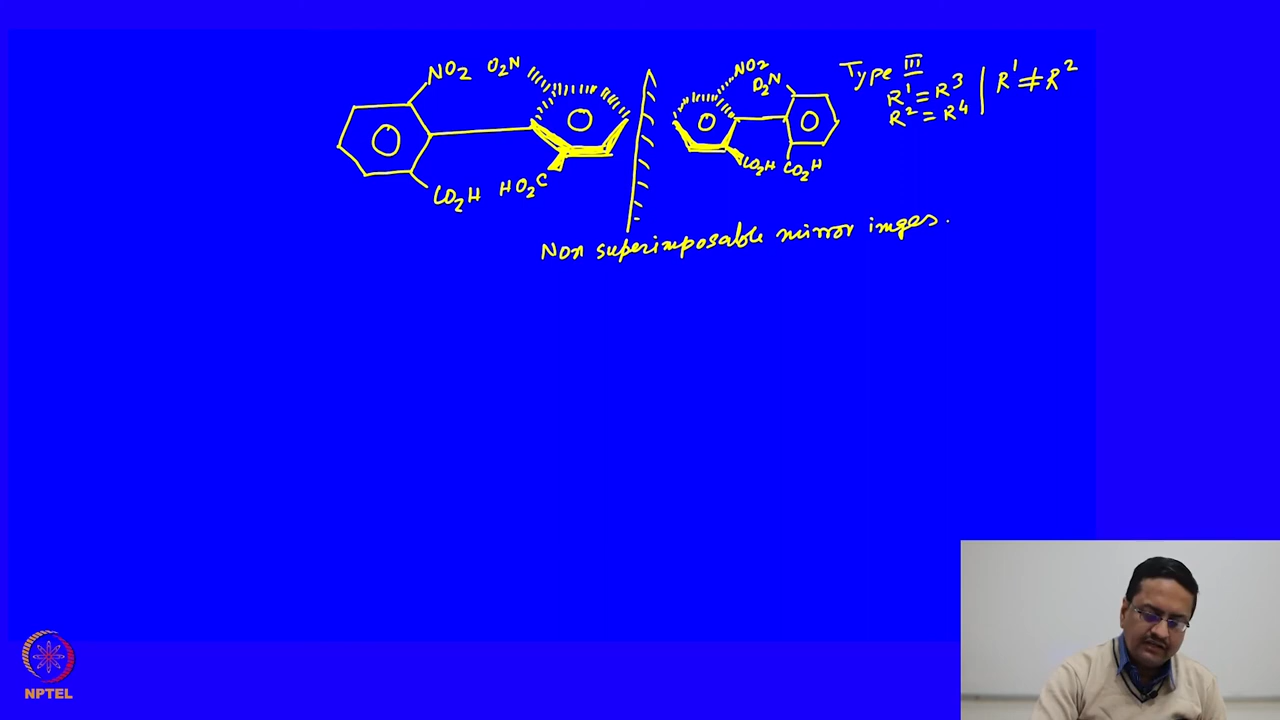 NO2 O2N
HO2C
CO2H
NO2
O2N
CO2H
CO2H
Type III
R1 = R3 | R1 ≠ R2
R2 = R4
Non superimposable mirror imges.
NPTEL